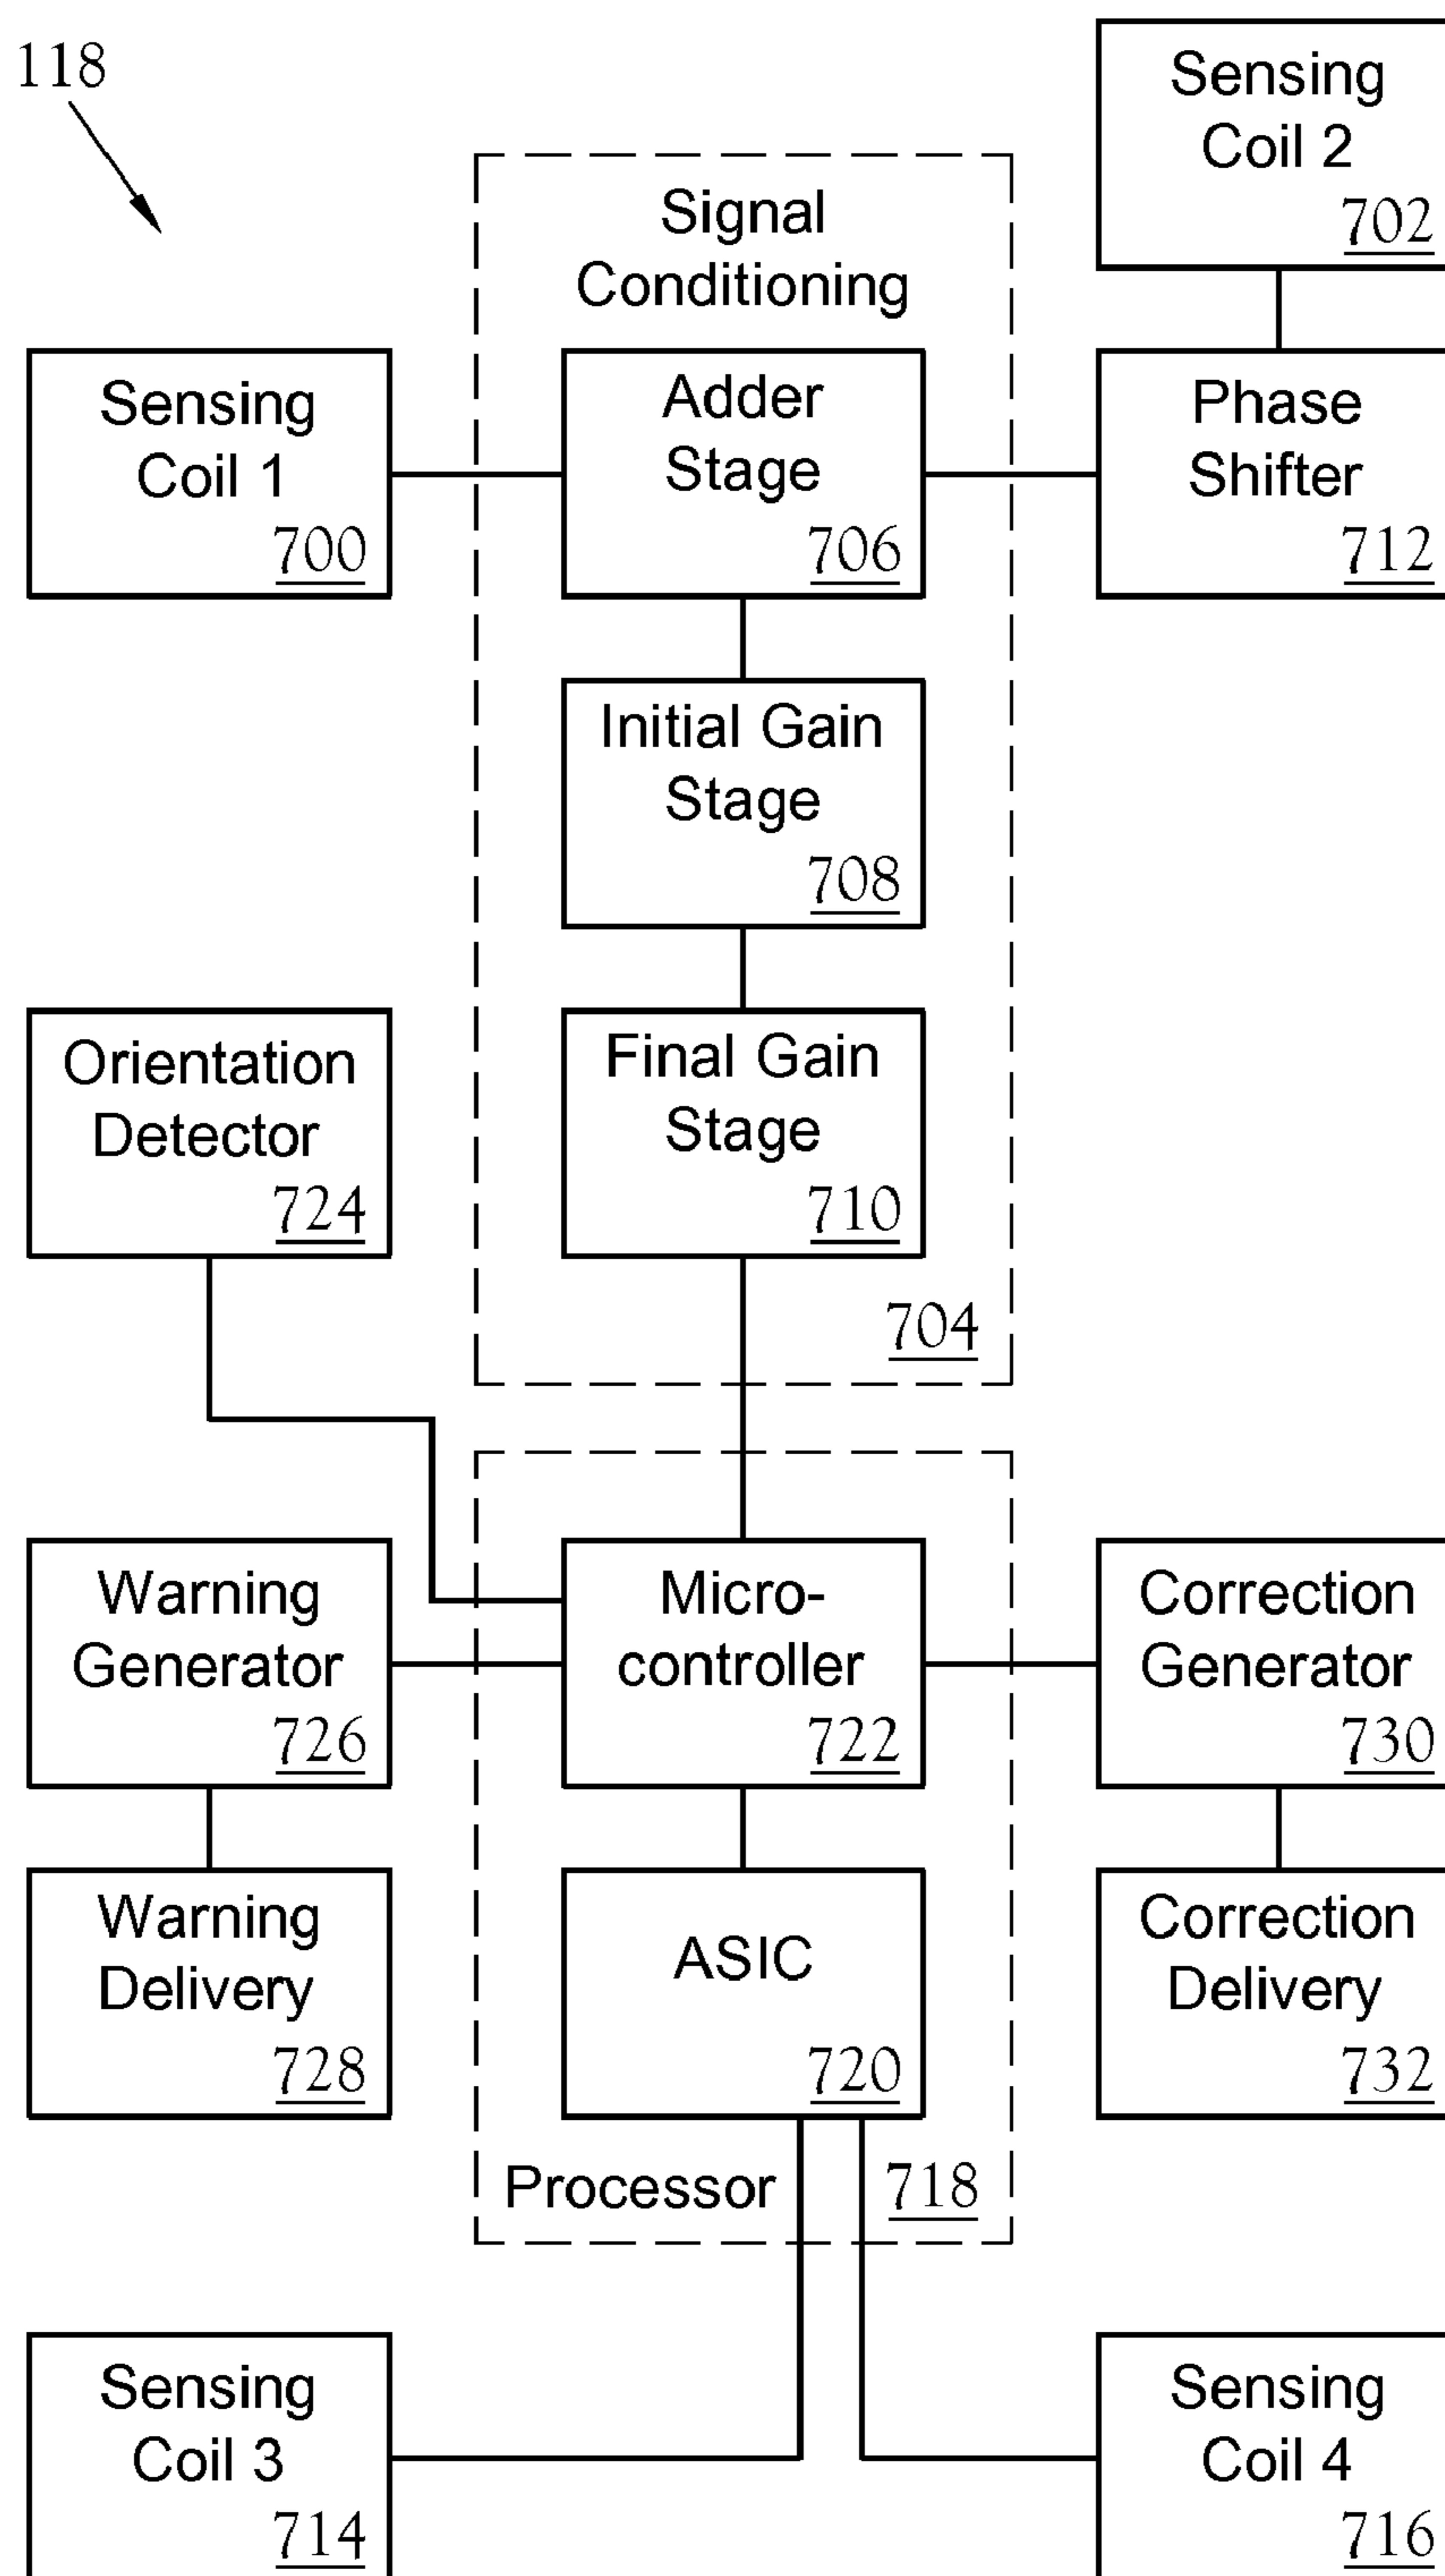 118
Sensing
Coil 2
702
Signal
Conditioning
Sensing
Coil 1
700
Adder
Stage
706
Phase
Shifter
712
Initial Gain
Stage
708
Orientation
Detector
724
Final Gain
Stage
710
704
Warning
Generator
726
Micro-
controller
722
Correction
Generator
730
Warning
Delivery
728
ASIC
720
Correction
Delivery
732
Processor
718
Sensing
Coil 3
714
Sensing
Coil 4
716